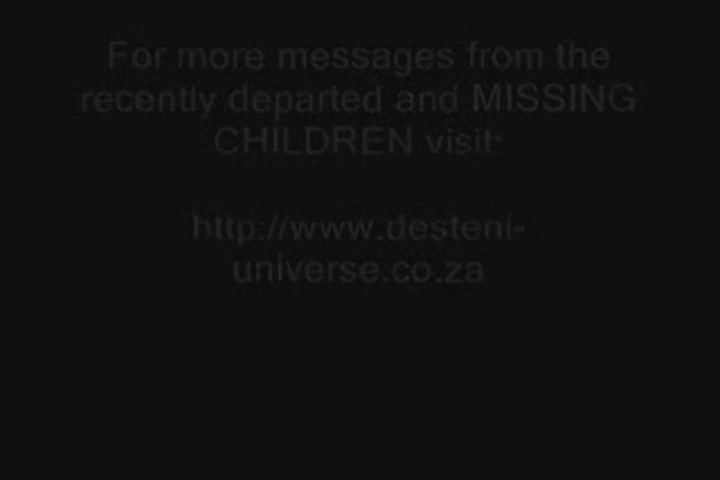 For more messages from the
recently departed and MISSING
CHILDREN visit:
http://www.desteni-
universe.co.za